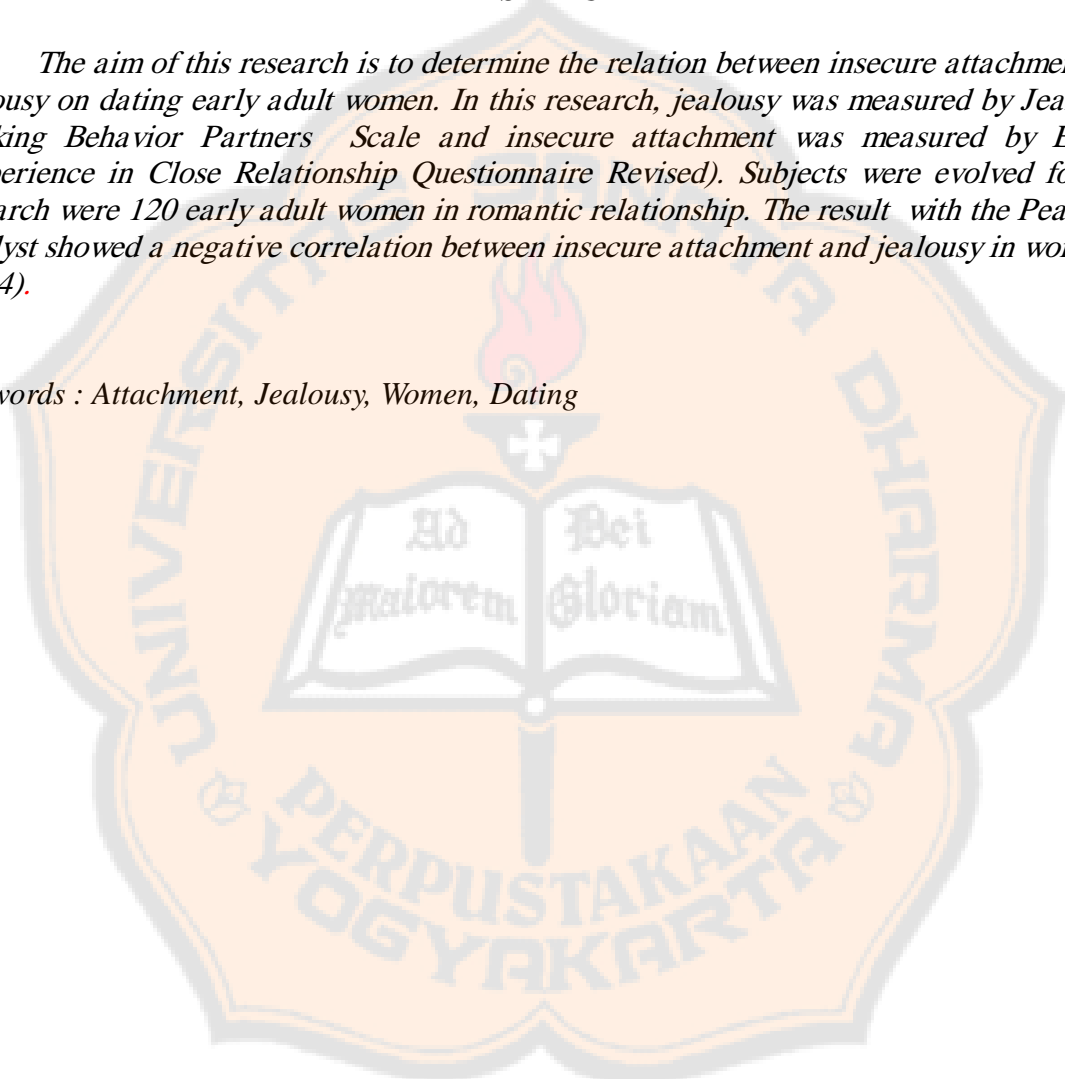 The aim of this research is to determine the relation between insecure attachmen
ousy on dating early adult women. In this research, jealousy was measured by Jea
king Behavior Partners Scale and insecure attachment was measured by E
perience in Close Relationship Questionnaire Revised). Subjects were evolved fo
arch were 120 early adult women in romantic relationship. The result with the Pea
lyst showed a negative correlation between insecure attachment and jealousy in wo
4).
words : Attachment, Jealousy, Women, Dating
UNIVERSITAS SANATA DHARMA
Ad Dei
Maiorem Gloriam
PERPUSTAKAAN
YOGYAKARTA